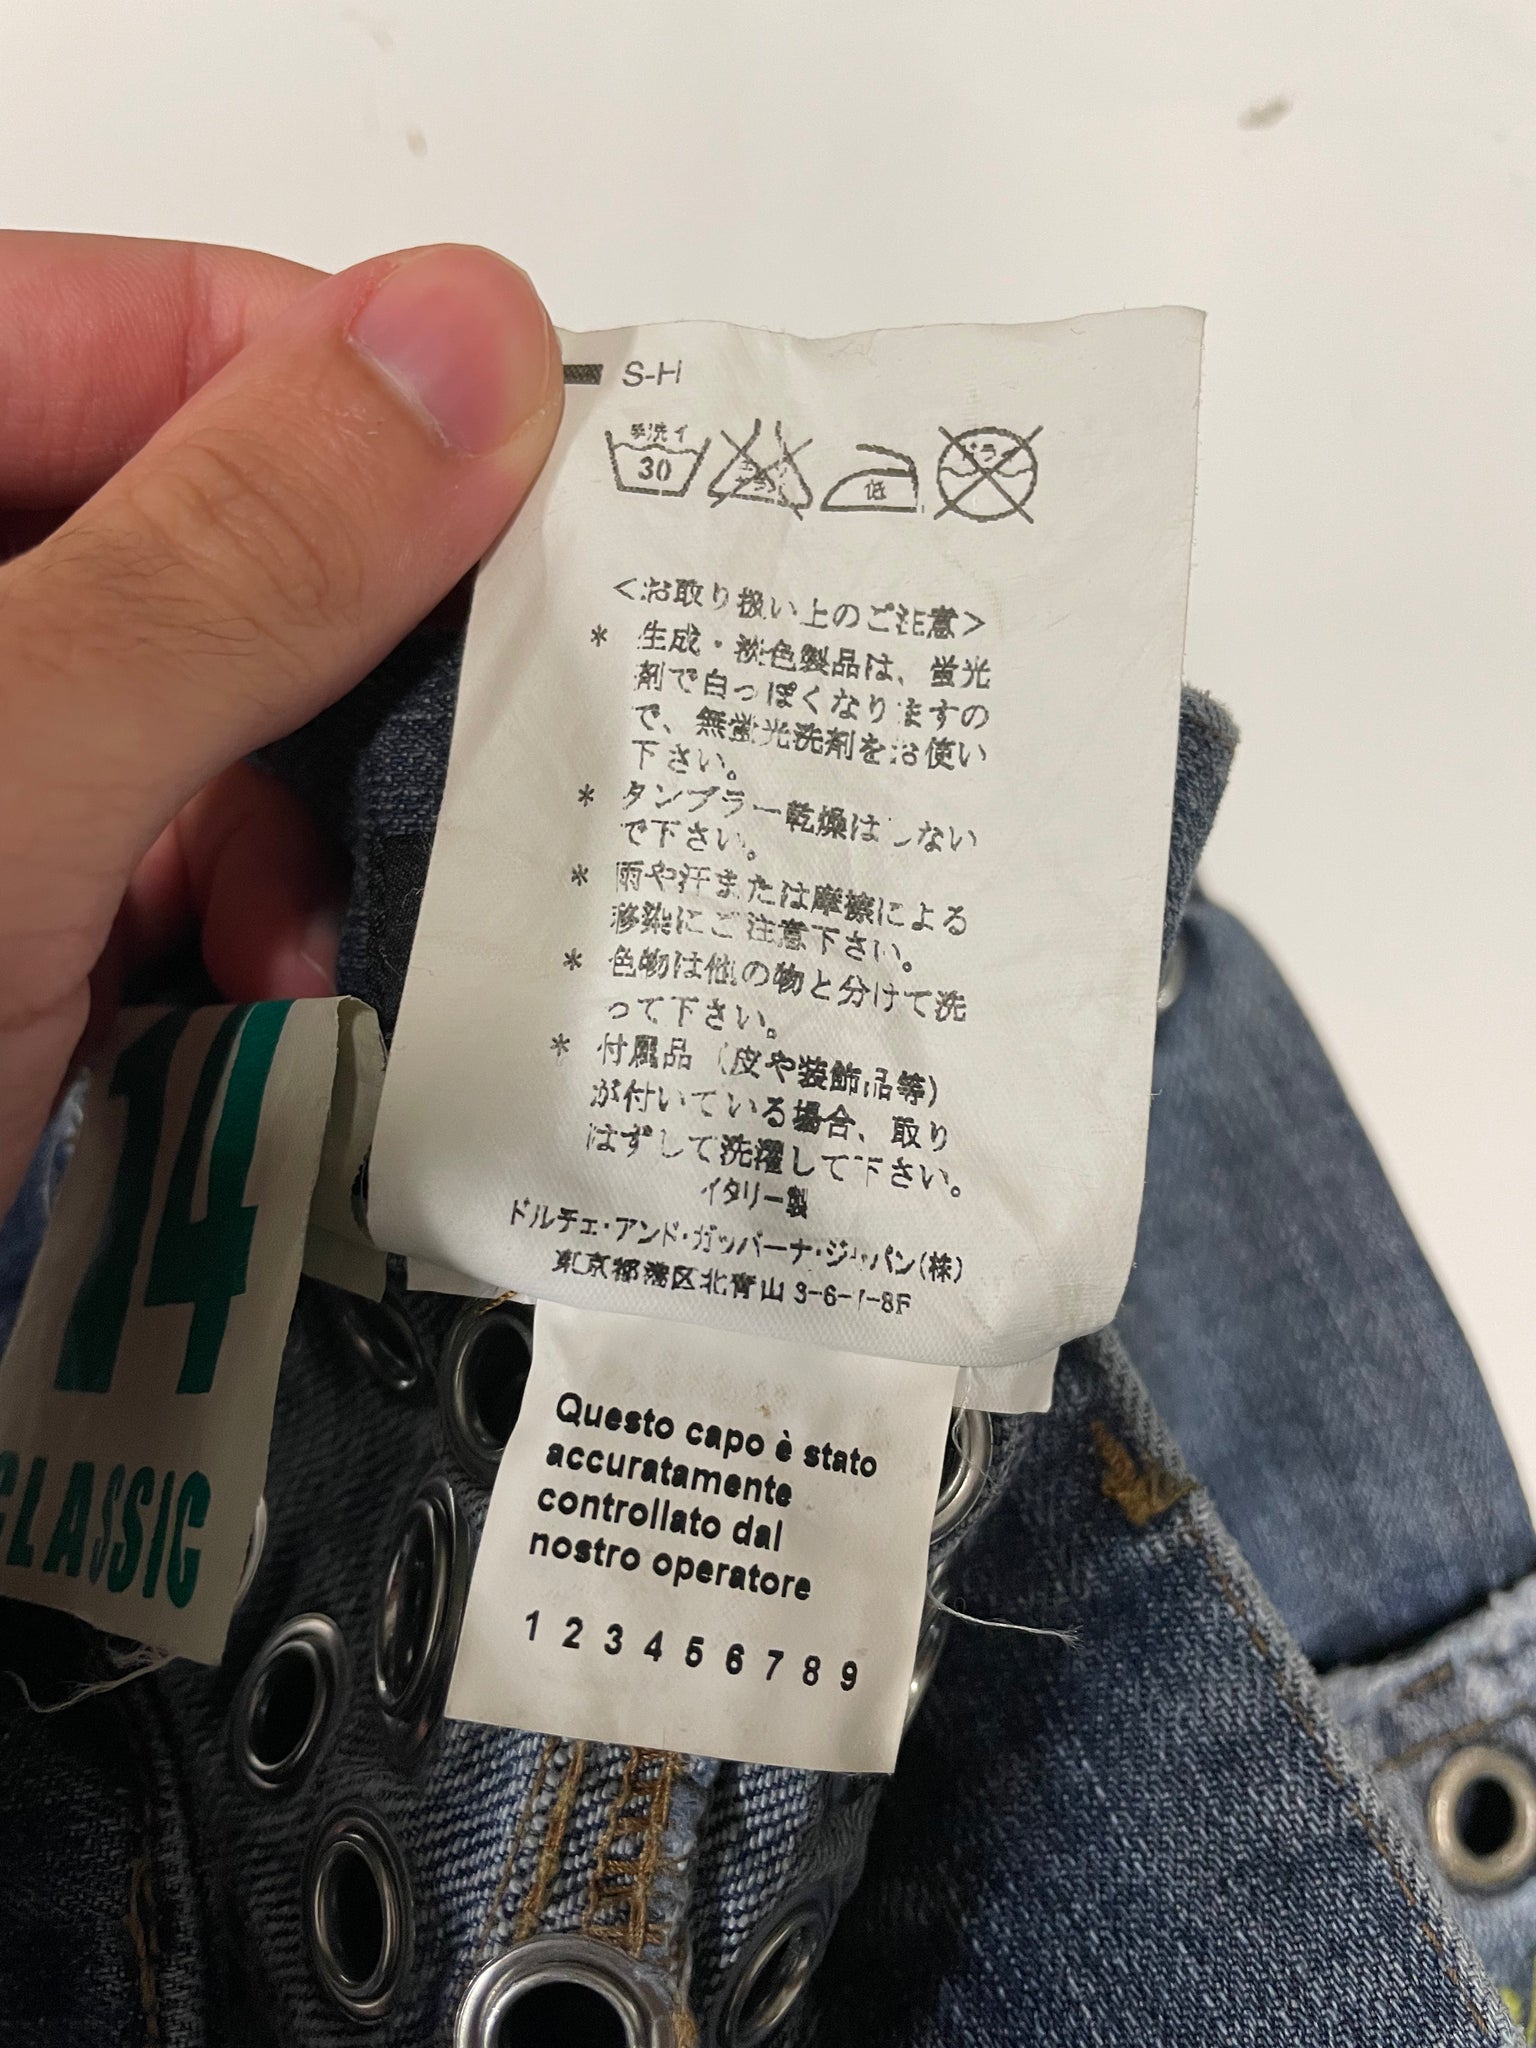 S-H
手洗イ
30
低
<お取り扱い上のご注意>
* 生成・淡色製品は、蛍光
剤で白っぽくなりますの
で、無蛍光洗剤をお使い
下さい。
* タンブラー乾燥はしない
で下さい。
* 雨や汗または摩擦による
移染にご注意下さい。
* 色物は他の物と分けて洗
って下さい。
* 付属品（皮や装飾品等）
が付いている場合、取り
はずして洗濯して下さい。
イタリー製
ドルチェ・アンド・ガッバーナ・ジャパン(株)
東京都港区北青山 3-6-1-8F
14
CLASSIC
Questo capo è stato
accuratamente
controllato dal
nostro operatore
1 2 3 4 5 6 7 8 9